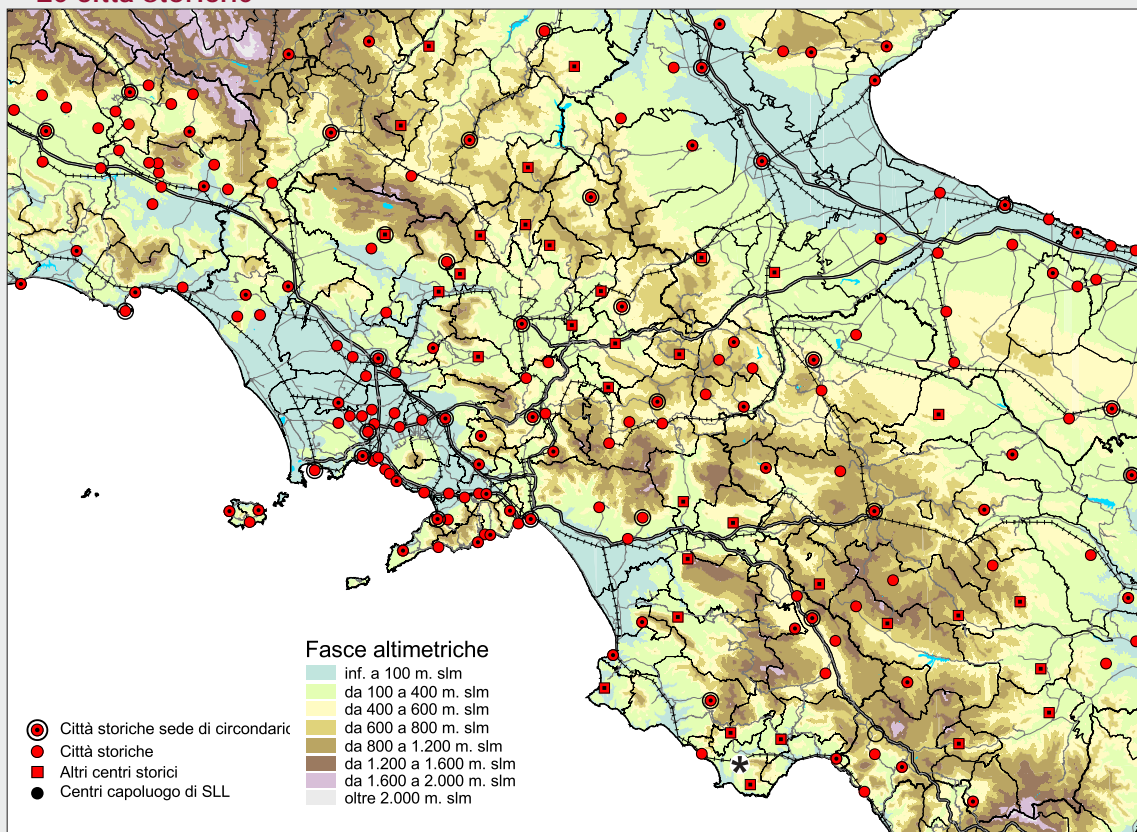 Fasce altimetriche
inf. a 100 m. slm
da 100 a 400 m. slm
da 400 a 600 m. slm
da 600 a 800 m. slm
da 800 a 1.200 m. slm
da 1.200 a 1.600 m. slm
da 1.600 a 2.000 m. slm
oltre 2.000 m. slm
Città storiche sede di circondario
Città storiche
Altri centri storici
Centri capoluogo di SLL
*